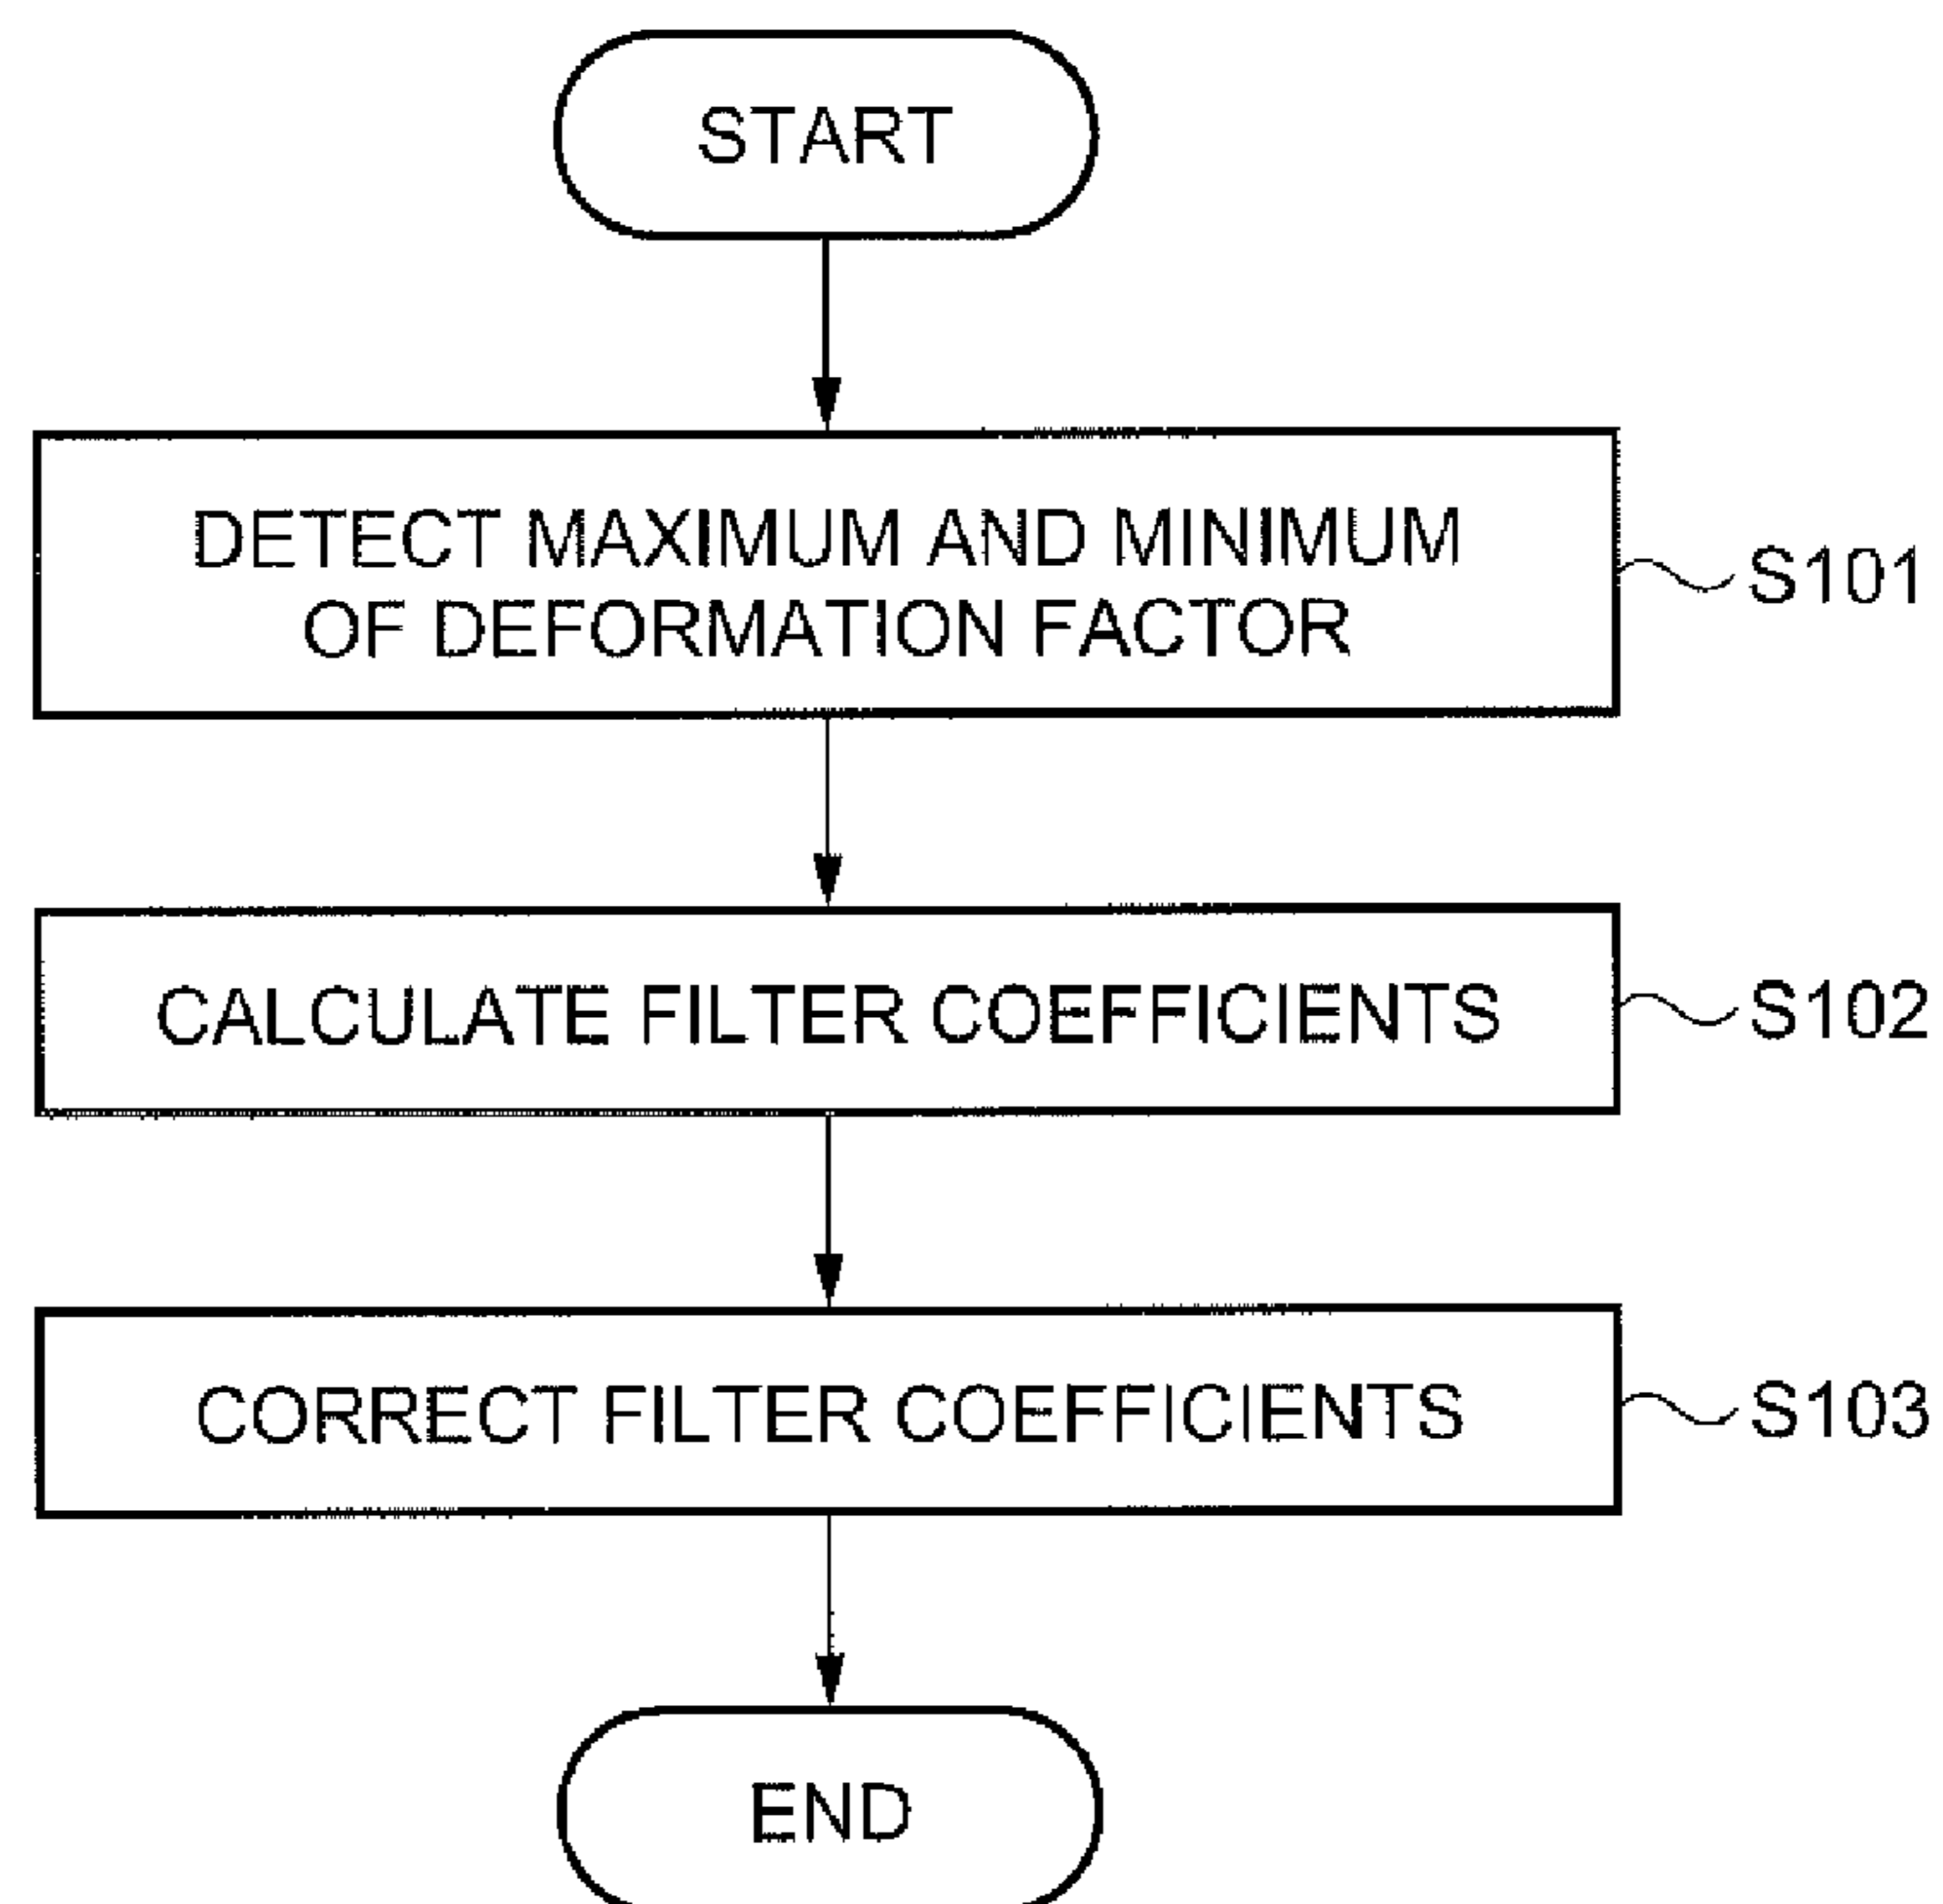 START
DETECT MAXIMUM AND MINIMUM
OF DEFORMATION FACTOR
S101
CALCULATE FILTER COEFFICIENTS
S102
CORRECT FILTER COEFFICIENTS
S103
END